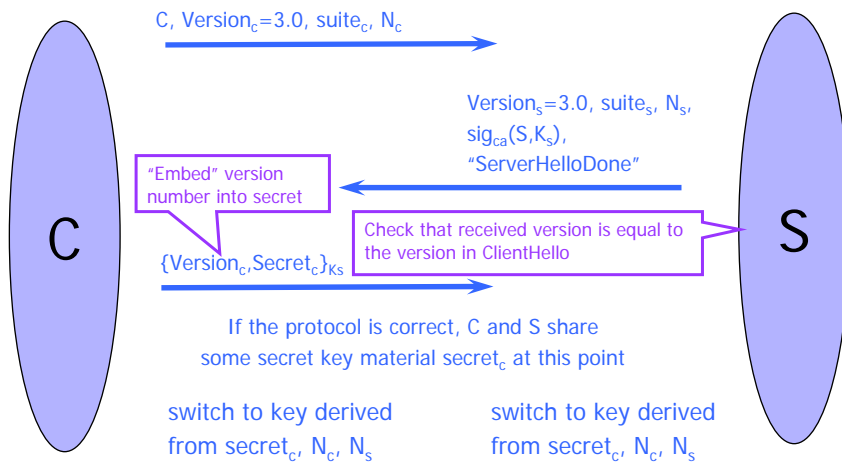 C, Version_c=3.0, suite_c, N_c
Version_s=3.0, suite_s, N_s,
sig_ca(S,K_s),
“ServerHelloDone”
“Embed” version
number into secret
C
Check that received version is equal to
the version in ClientHello
S
{Version_c,Secret_c}_Ks
If the protocol is correct, C and S share
some secret key material secret_c at this point
switch to key derived
from secret_c, N_c, N_s
switch to key derived
from secret_c, N_c, N_s